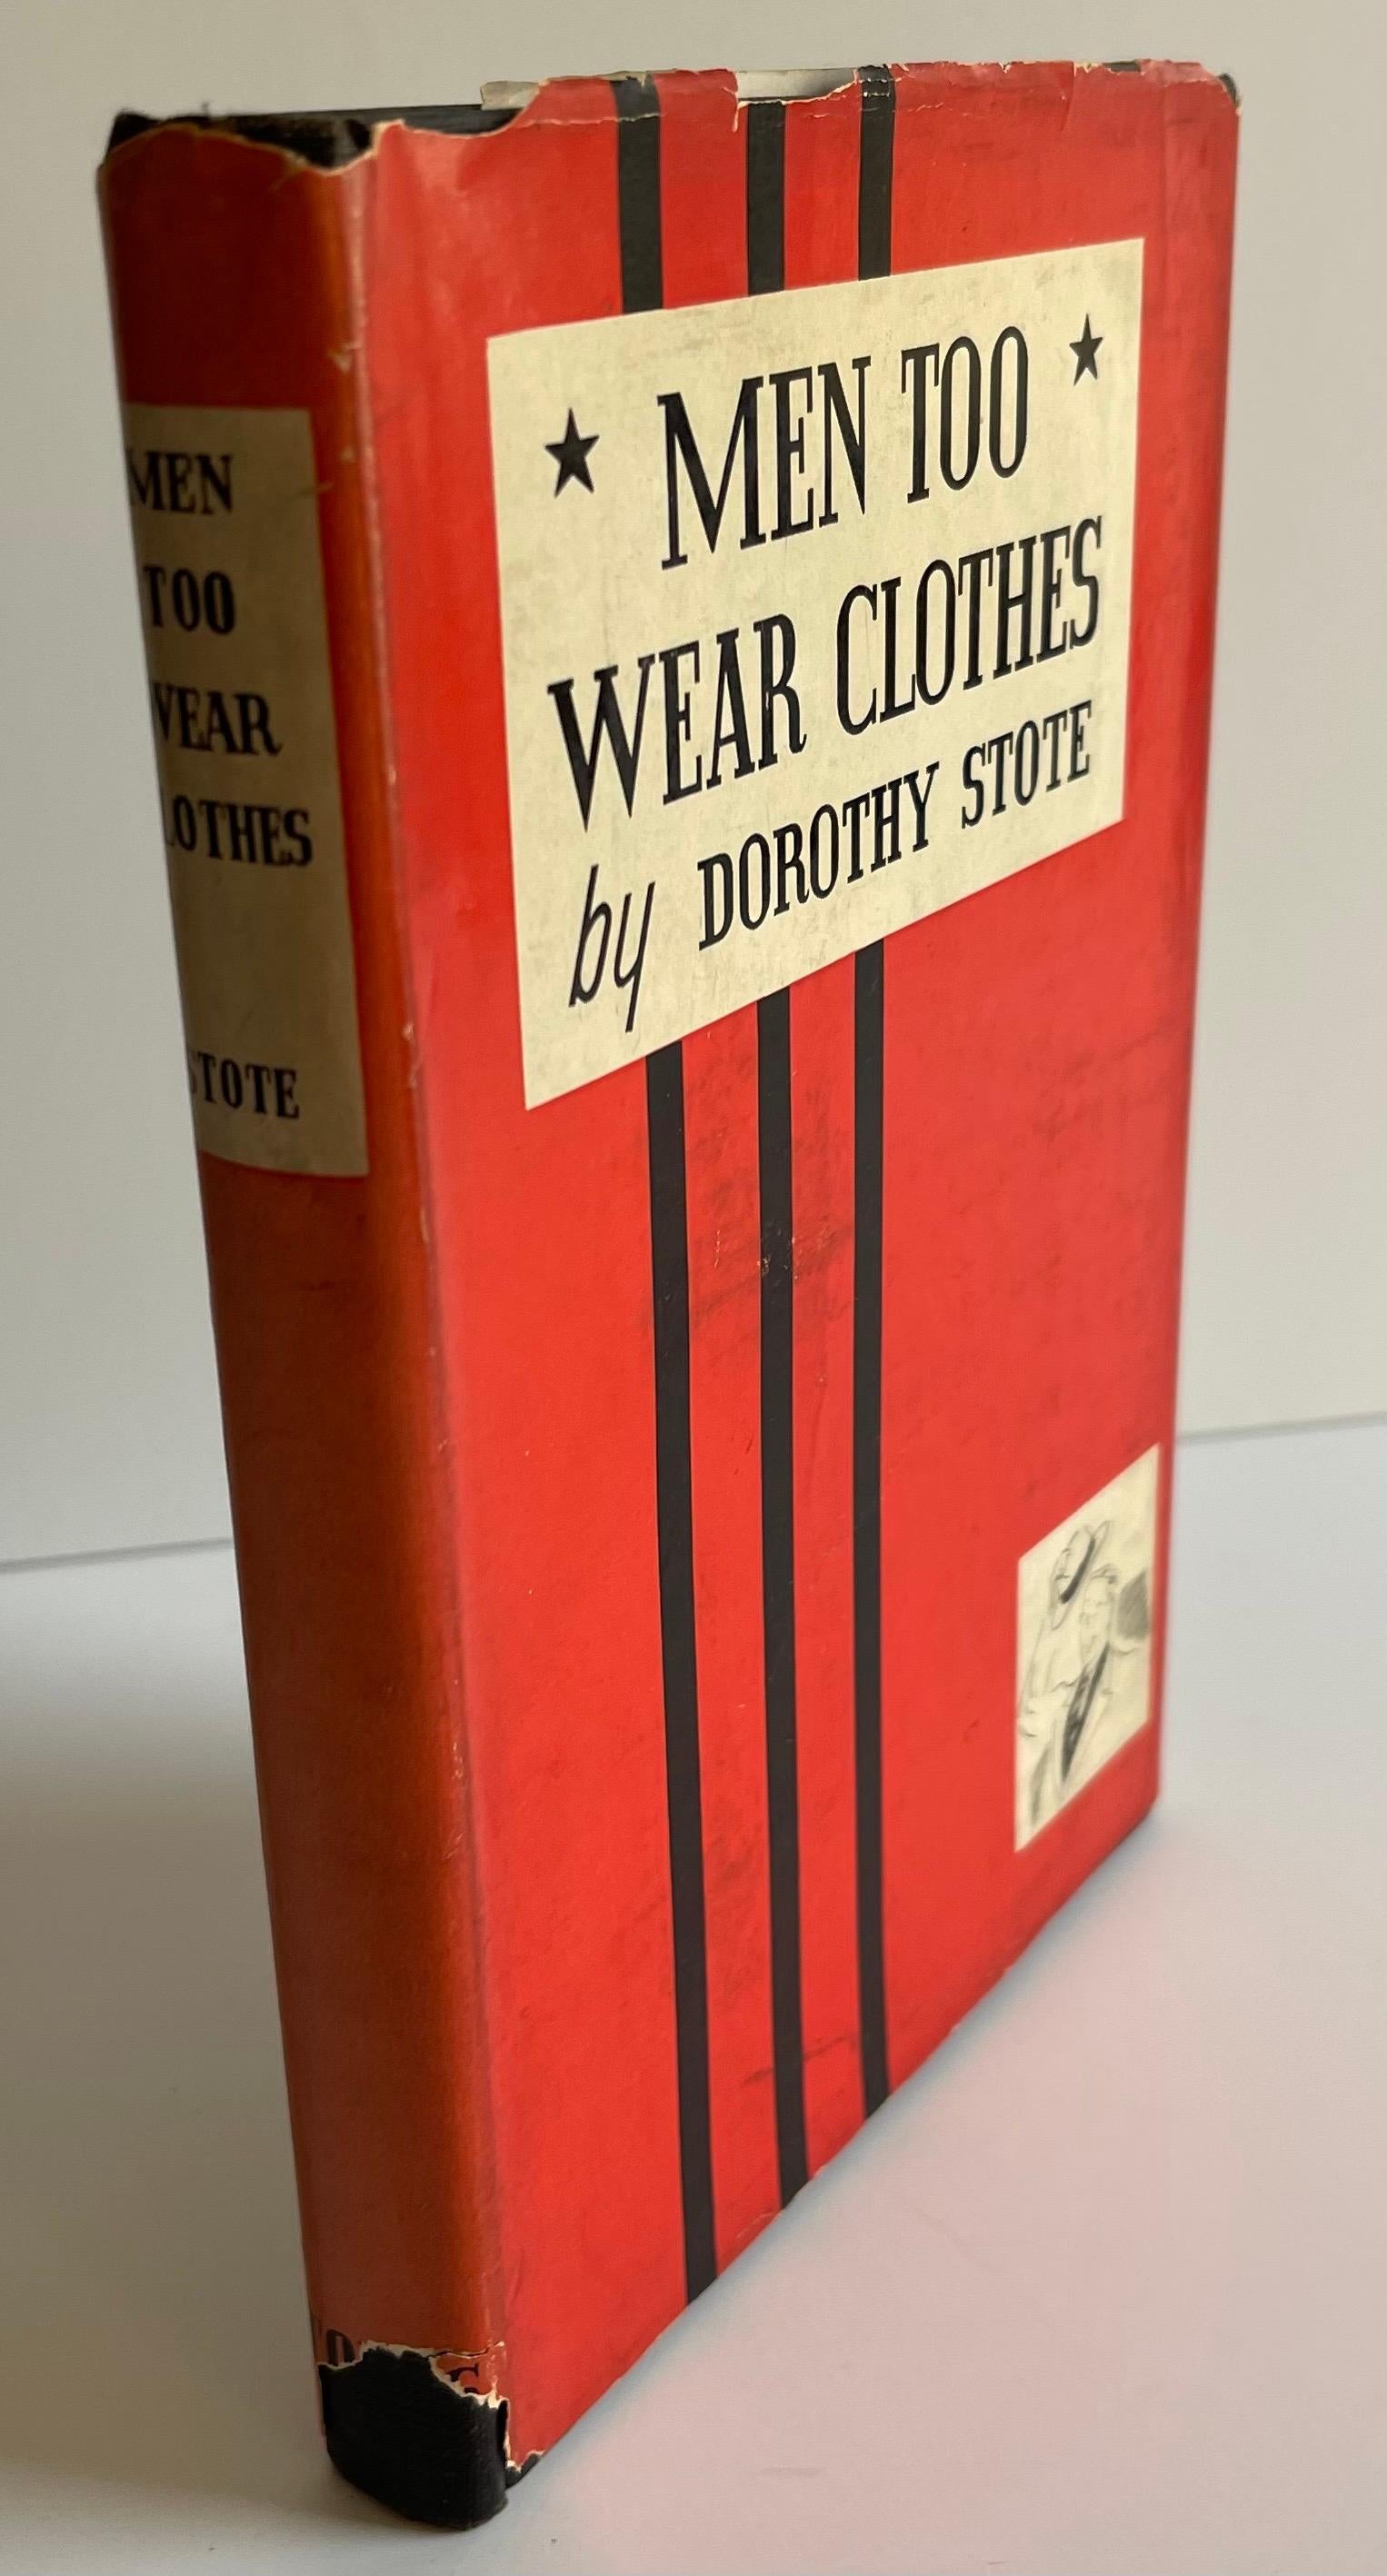 MEN
TOO
WEAR
CLOTHES
STOTE
★ MEN TOO ★
WEAR CLOTHES
by DOROTHY STOTE